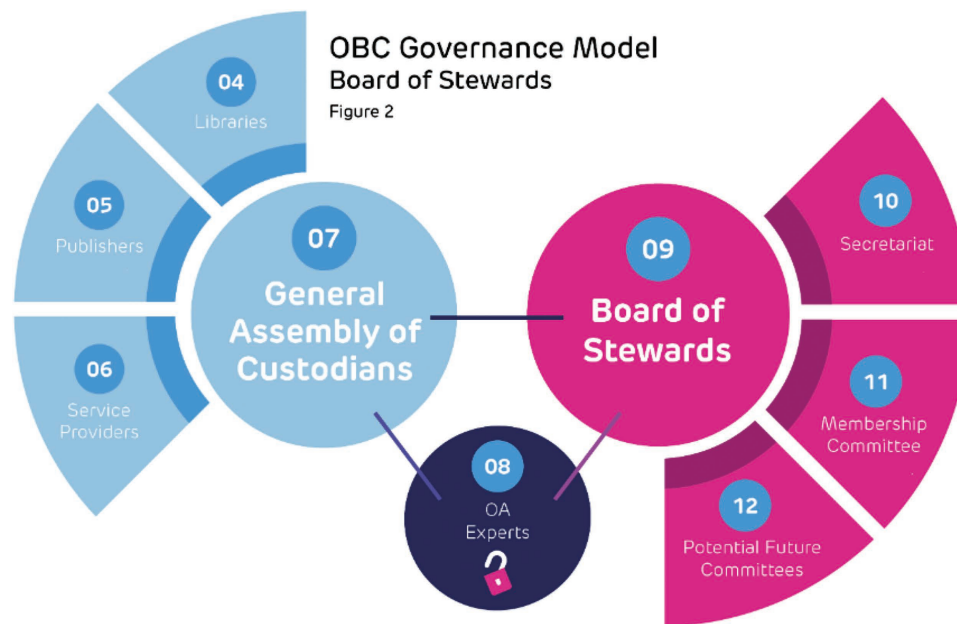 OBC Governance Model
Board of Stewards
Figure 2
04
Libraries
05
Publishers
06
Service
Providers
07
General
Assembly of
Custodians
08
OA
Experts
09
Board of
Stewards
10
Secretariat
11
Membership
Committee
12
Potential Future
Committees